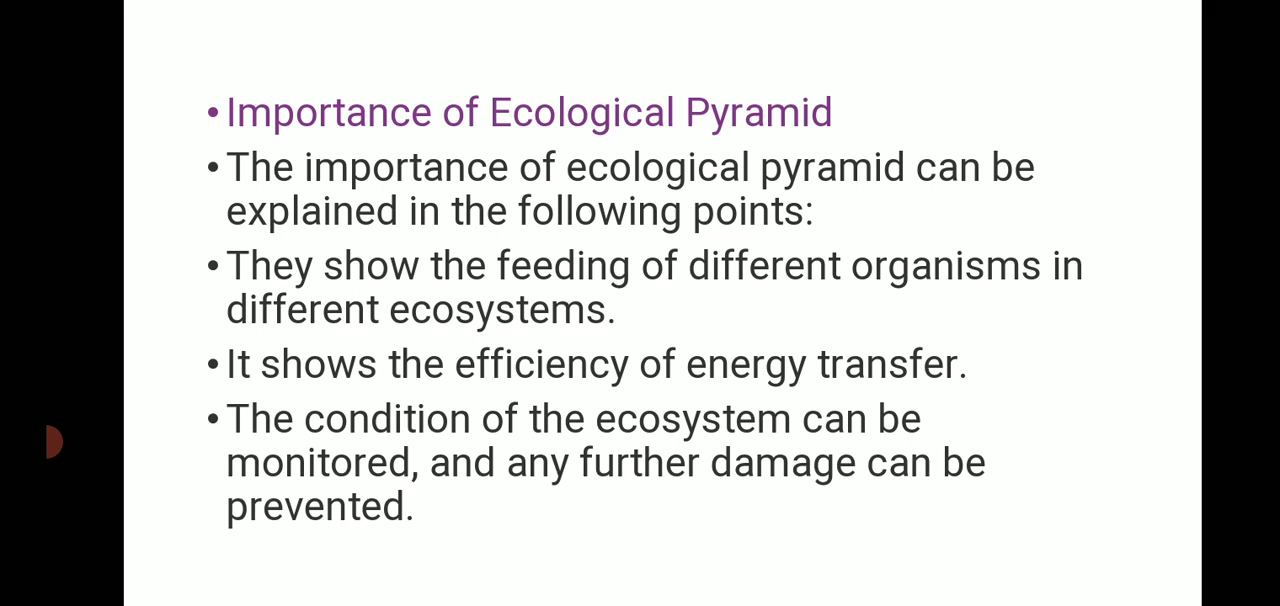 • Importance of Ecological Pyramid
• The importance of ecological pyramid can be
explained in the following points:
• They show the feeding of different organisms in
different ecosystems.
• It shows the efficiency of energy transfer.
• The condition of the ecosystem can be
monitored, and any further damage can be
prevented.